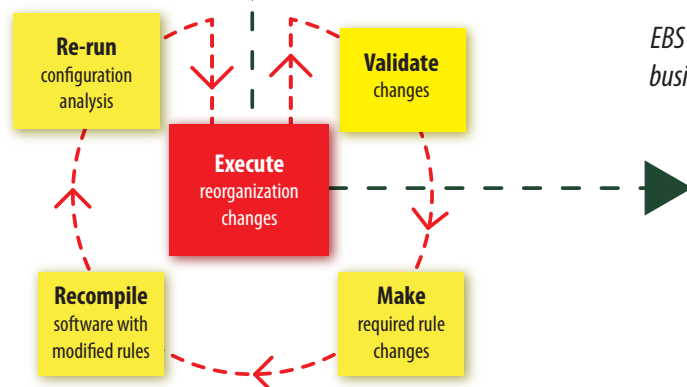 Re-run
configuration
analysis
Validate
changes
EBS
busi
Execute
reorganization
changes
Recompile
software with
modified rules
Make
required rule
changes